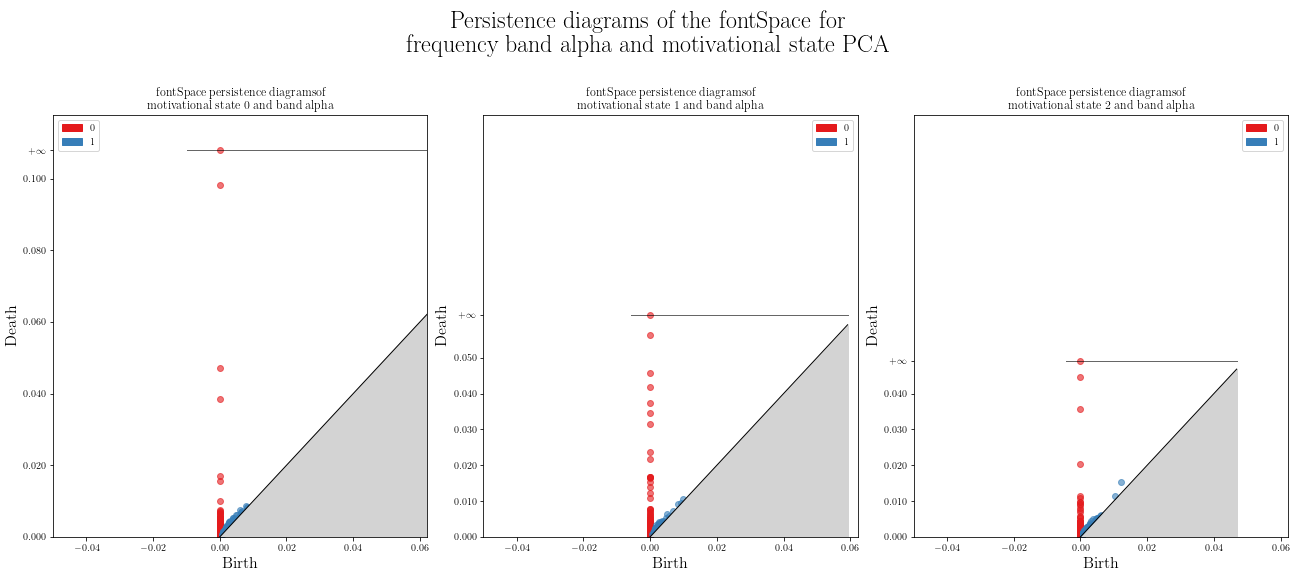 Persistence diagrams of the fontSpace for
frequency band alpha and motivational state PCA
fontSpace persistence diagramsof
motivational state 0 and band alpha
0
1
+∞
0.100
0.080
0.060
0.040
0.020
0.000
Death
−0.04 −0.02 0.00 0.02 0.04 0.06
Birth
fontSpace persistence diagramsof
motivational state 1 and band alpha
0
1
+∞
0.050
0.040
0.030
0.020
0.010
0.000
Death
−0.04 −0.02 0.00 0.02 0.04 0.06
Birth
fontSpace persistence diagramsof
motivational state 2 and band alpha
0
1
+∞
0.040
0.030
0.020
0.010
0.000
Death
−0.04 −0.02 0.00 0.02 0.04 0.06
Birth